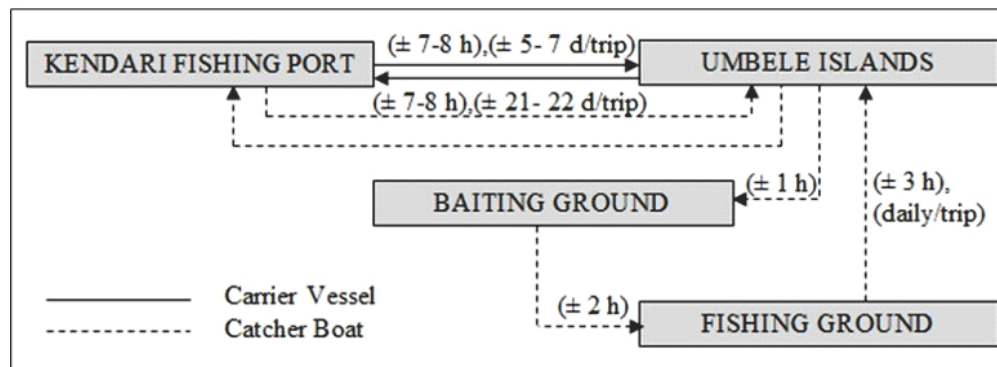 (± 7-8 h),(± 5- 7 d/trip)
KENDARI FISHING PORT
UMBELE ISLANDS
(± 7-8 h),(± 21- 22 d/trip)
(± 1 h)
(± 3 h),
(daily/trip)
BAITING GROUND
Carrier Vessel
Catcher Boat
(± 2 h)
FISHING GROUND